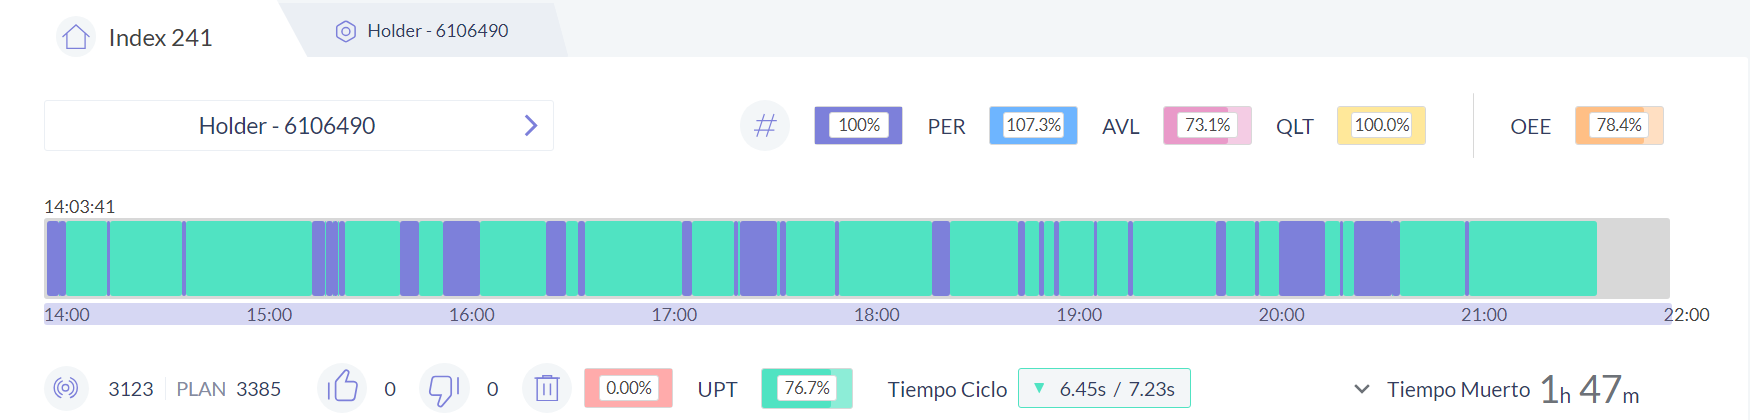 Index 241
Holder - 6106490
Holder - 6106490
# 100% PER 107.3% AVL 73.1% QLT 100.0% OEE 78.4%
14:03:41
14:00 15:00 16:00 17:00 18:00 19:00 20:00 21:00 22:00
3123 PLAN 3385 0 0 0.00% UPT 76.7% Tiempo Ciclo ▼ 6.45s / 7.23s Tiempo Muerto 1h 47m